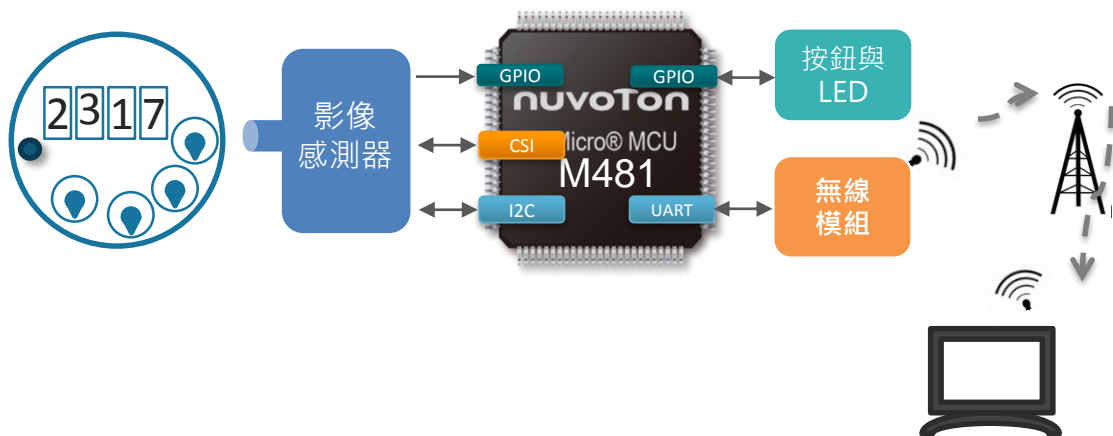 2317
影像
感測器
GPIO
CSI
I2C
nuvoTon
Micro® MCU
M481
GPIO
UART
按鈕與
LED
無線
模組